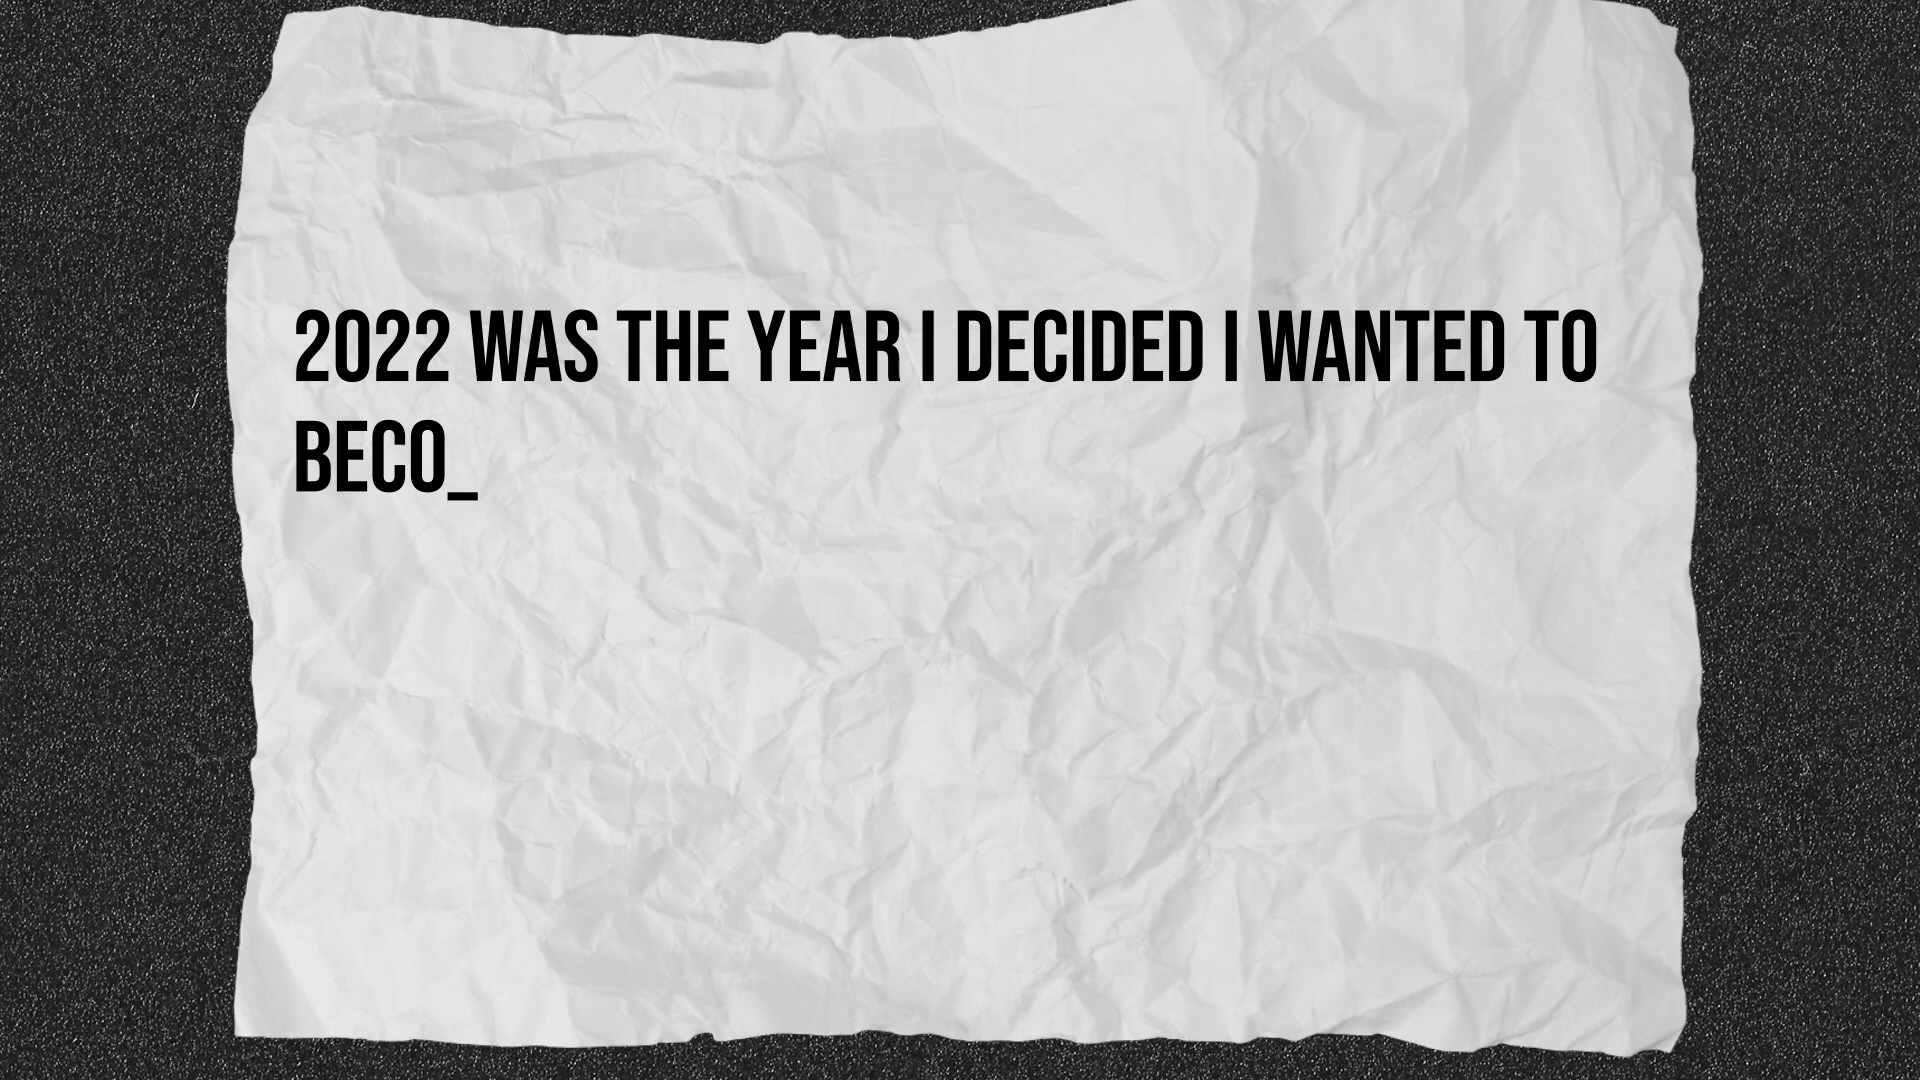 2022 WAS THE YEAR I DECIDED I WANTED TO
BECO_